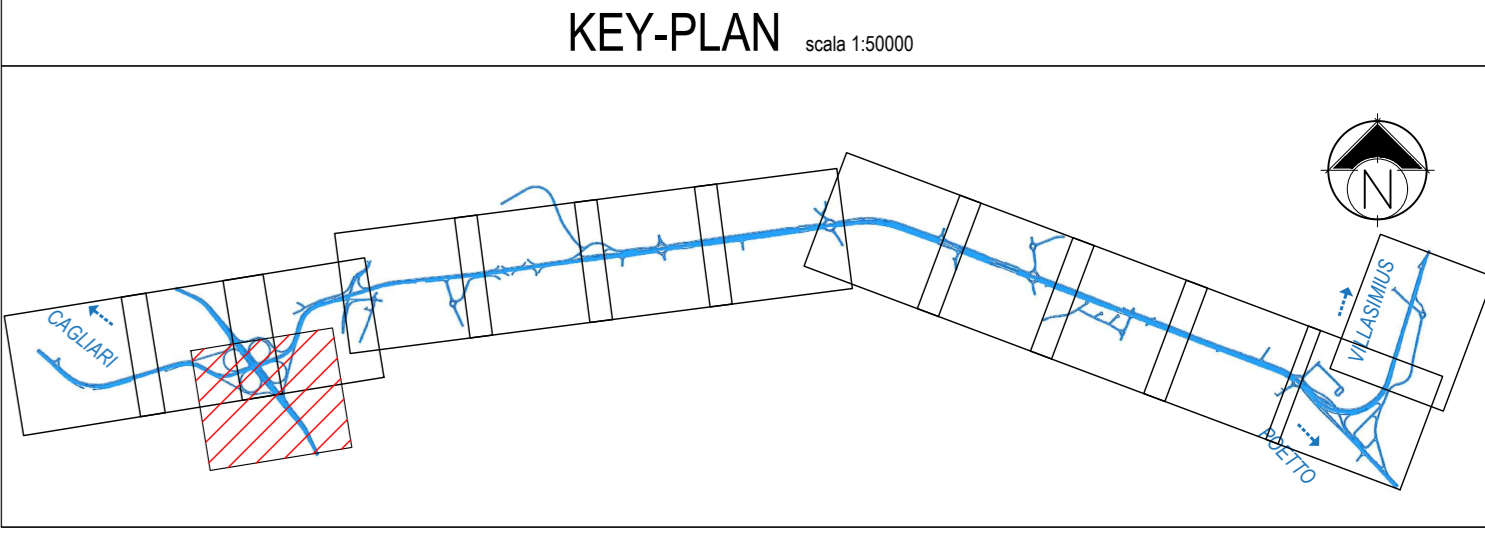 KEY-PLAN scala 1:50000
N
CAGLIARI
VILLASIMIUS
POETTO